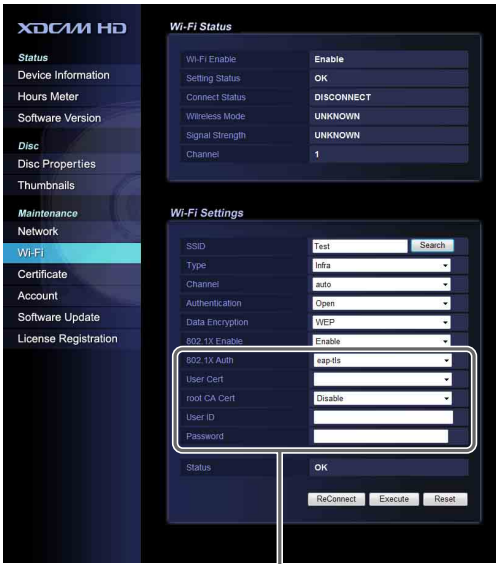 XDCAM HD
Status
Device Information
Hours Meter
Software Version
Disc
Disc Properties
Thumbnails
Maintenance
Network
Wi-Fi
Certificate
Account
Software Update
License Registration
Wi-Fi Status
Wi-Fi Enable Enable
Setting Status OK
Connect Status DISCONNECT
Wilreless Mode UNKNOWN
Signal Strength UNKNOWN
Channel 1
Wi-Fi Settings
SSID Test Search
Type Infra
Channel auto
Authentication Open
Data Encryption WEP
802.1X Enable Enable
802.1X Auth eap-tls
User Cert
root CA Cert Disable
User ID
Password
Status OK
ReConnect Execute Reset